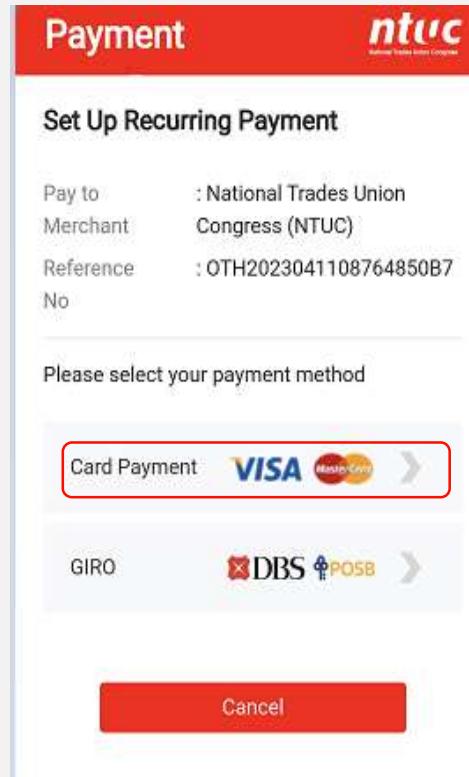 Payment
ntuc
National Trades Union Congress
Set Up Recurring Payment
Pay to : National Trades Union
Merchant Congress (NTUC)
Reference : OTH2023041108764850B7
No
Please select your payment method
Card Payment VISA MasterCard
GIRO DBS POSB
Cancel